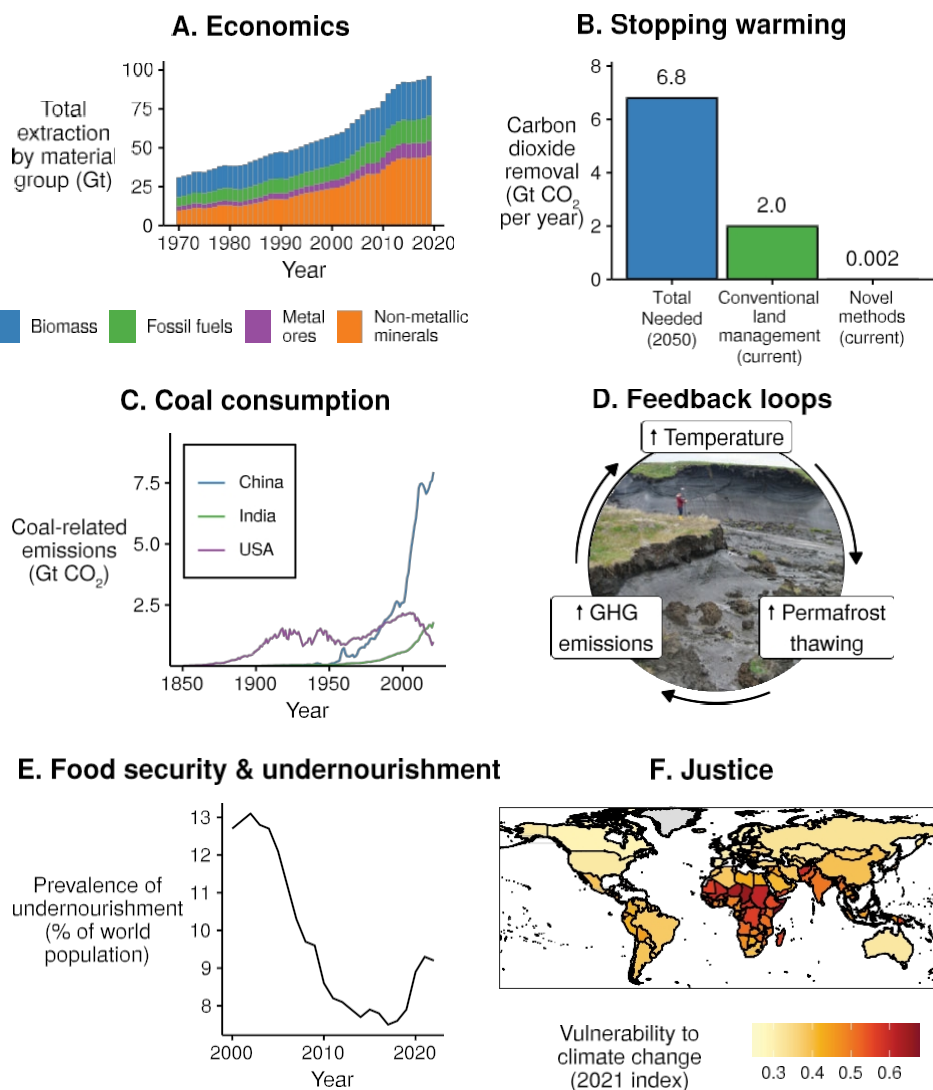 A. Economics
Total
extraction
by material
group (Gt)
100
75
50
25
0
1970 1980 1990 2000 2010 2020
Year
Biomass
Fossil fuels
Metal
ores
Non-metallic
minerals
B. Stopping warming
Carbon
dioxide
removal
(Gt CO₂
per year)
8
6
4
2
0
6.8
2.0
0.002
Total
Needed
(2050)
Conventional
land
management
(current)
Novel
methods
(current)
C. Coal consumption
Coal-related
emissions
(Gt CO₂)
7.5
5.0
2.5
China
India
USA
1850 1900 1950 2000
Year
D. Feedback loops
↑ Temperature
↑ GHG
emissions
↑ Permafrost
thawing
E. Food security & undernourishment
Prevalence of
undernourishment
(% of world
population)
13
12
11
10
9
8
2000 2010 2020
Year
F. Justice
Vulnerability to
climate change
(2021 index)
0.3 0.4 0.5 0.6